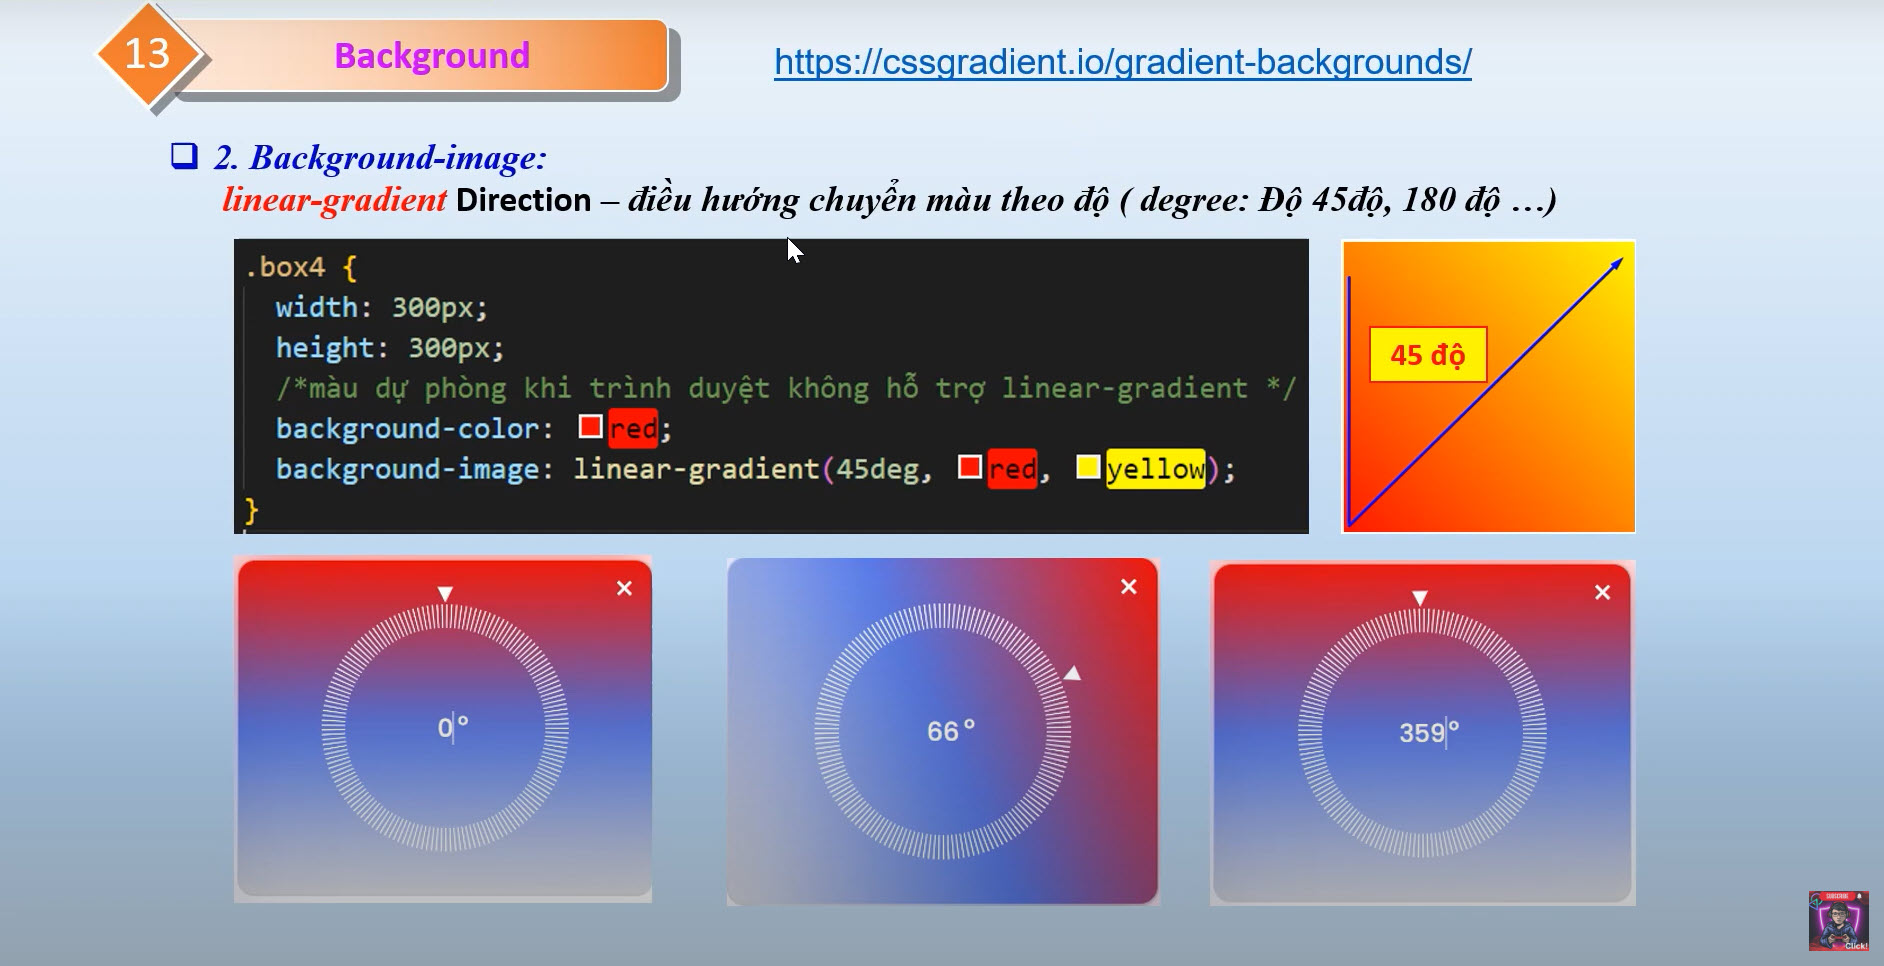 13
Background
https://cssgradient.io/gradient-backgrounds/
2. Background-image:
linear-gradient Direction – điều hướng chuyển màu theo độ ( degree: Độ 45độ, 180 độ …)
.box4 {
width: 300px;
height: 300px;
/*màu dự phòng khi trình duyệt không hỗ trợ linear-gradient */
background-color: red;
background-image: linear-gradient(45deg, red, yellow);
}
45 độ
0°
66°
359°
SUBSCRIBE
Click!